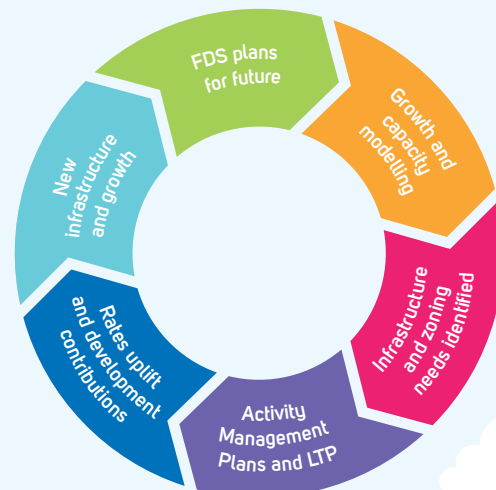 FDS plans
for future
Growth and
capacity
modelling
Infrastructure
and zoning
needs identified
Activity
Management
Plans and LTP
Rates uplift
and development
contributions
New
infrastructure
and growth